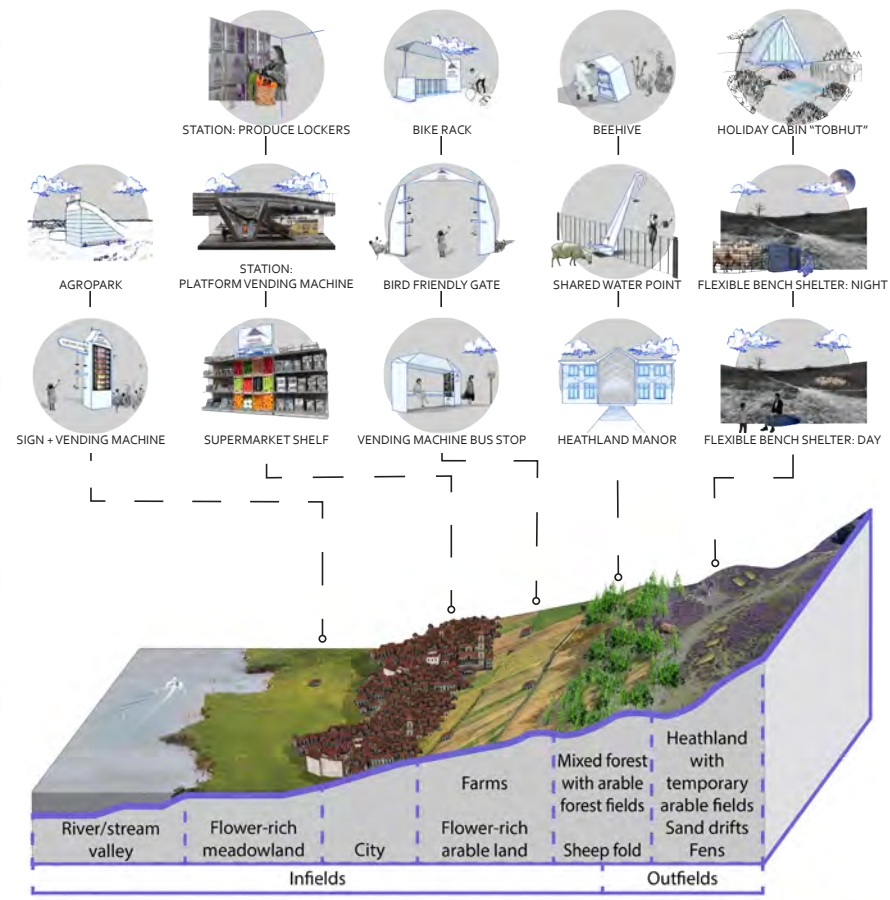 STATION: PRODUCE LOCKERS
BIKE RACK
BEEHIVE
HOLIDAY CABIN "TOBHUT"
AGROPARK
STATION:
PLATFORM VENDING MACHINE
BIRD FRIENDLY GATE
SHARED WATER POINT
FLEXIBLE BENCH SHELTER: NIGHT
SIGN + VENDING MACHINE
SUPERMARKET SHELF
VENDING MACHINE BUS STOP
HEATHLAND MANOR
FLEXIBLE BENCH SHELTER: DAY
River/stream
valley
Flower-rich
meadowland
City
Farms
Flower-rich
arable land
Mixed forest
with arable
forest fields
Sheep fold
Heathland
with
temporary
arable fields
Sand drifts
Fens
Infields
Outfields